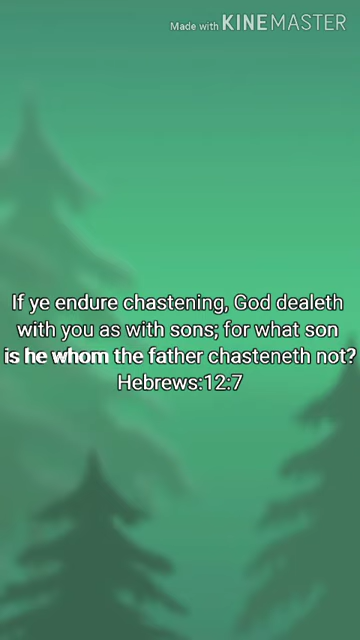 Made with KINEMASTER
If ye endure chastening, God dealeth
with you as with sons; for what son
is he whom the father chasteneth not?
Hebrews:12:7